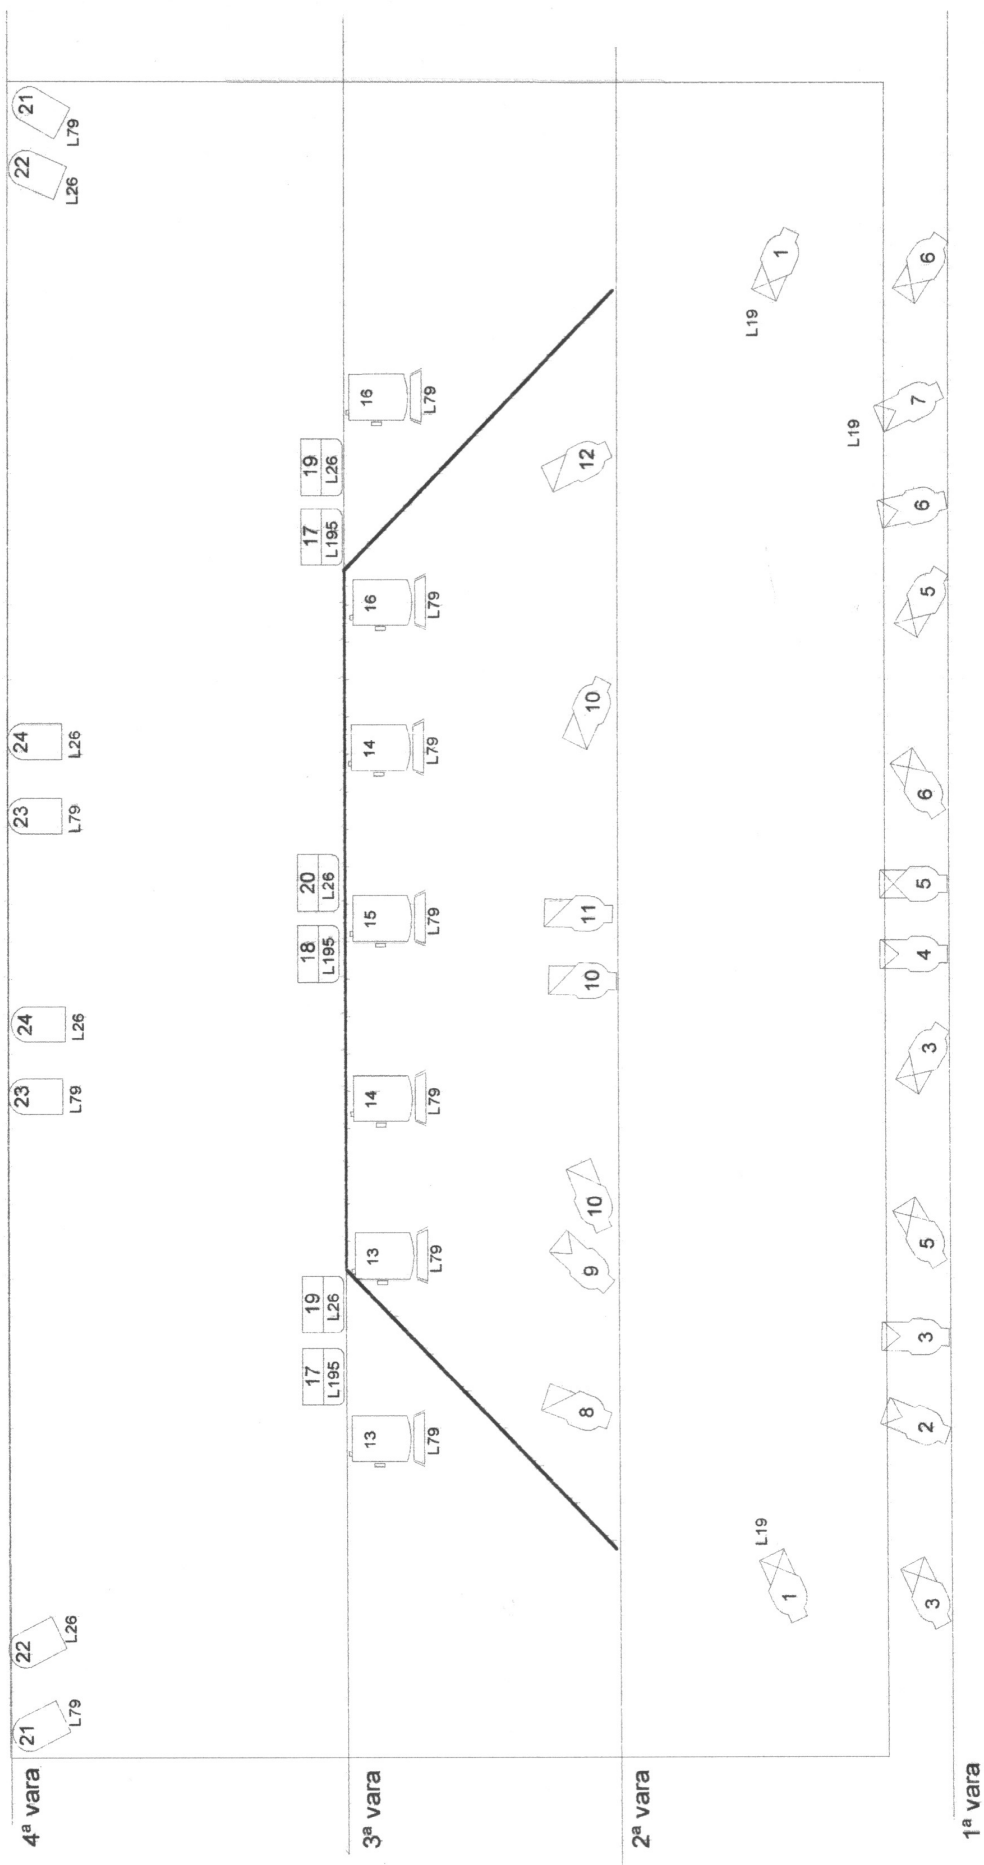 21 22 23 24 23 24 22 21
4ª vara
L79 L26 L79 L26 L79 L26 L26 L79
17 19 18 20 17 19
L195 L26 L195 L26 L195 L26
3ª vara
13 13 14 15 14 16 16
L79 L79 L79 L79 L79 L79 L79
8 9 10 10 11 10 12
2ª vara
L19 L19
1 1
L19
3 2 3 5 3 4 5 6 5 6 7 6
1ª vara